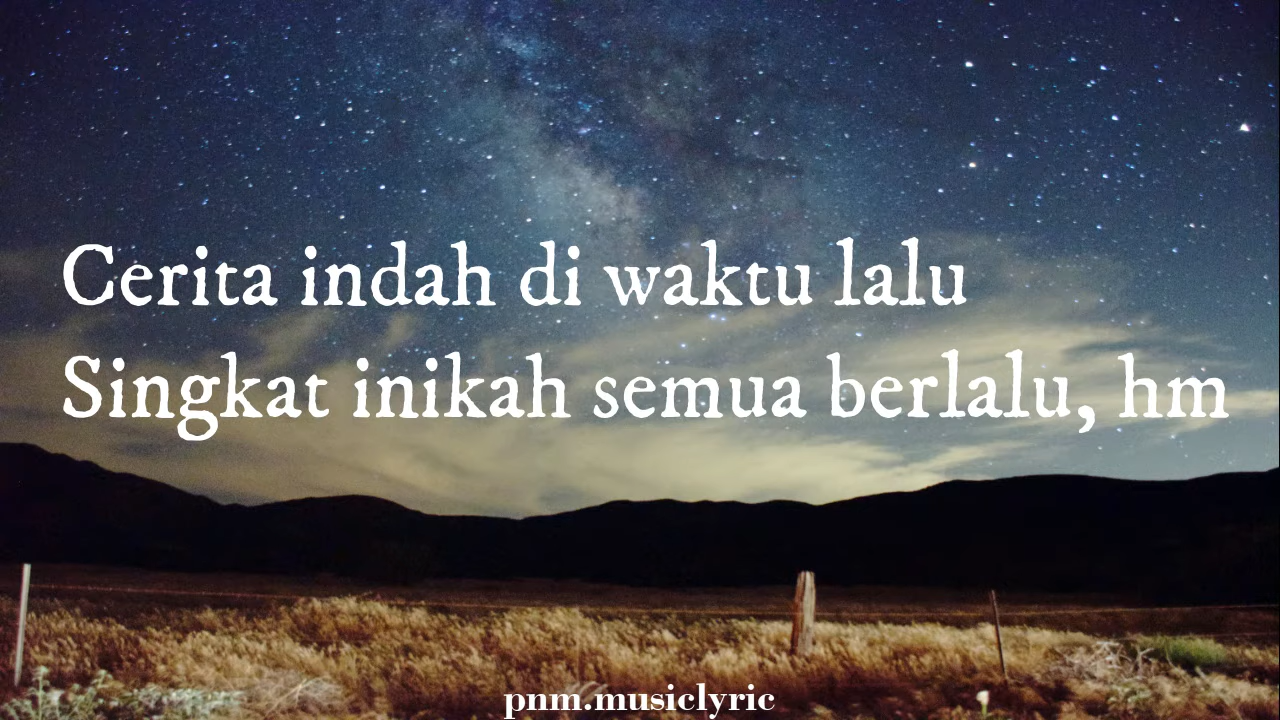 Cerita indah di waktu lalu
Singkat inikah semua berlalu, hm
pnm.musiclyric